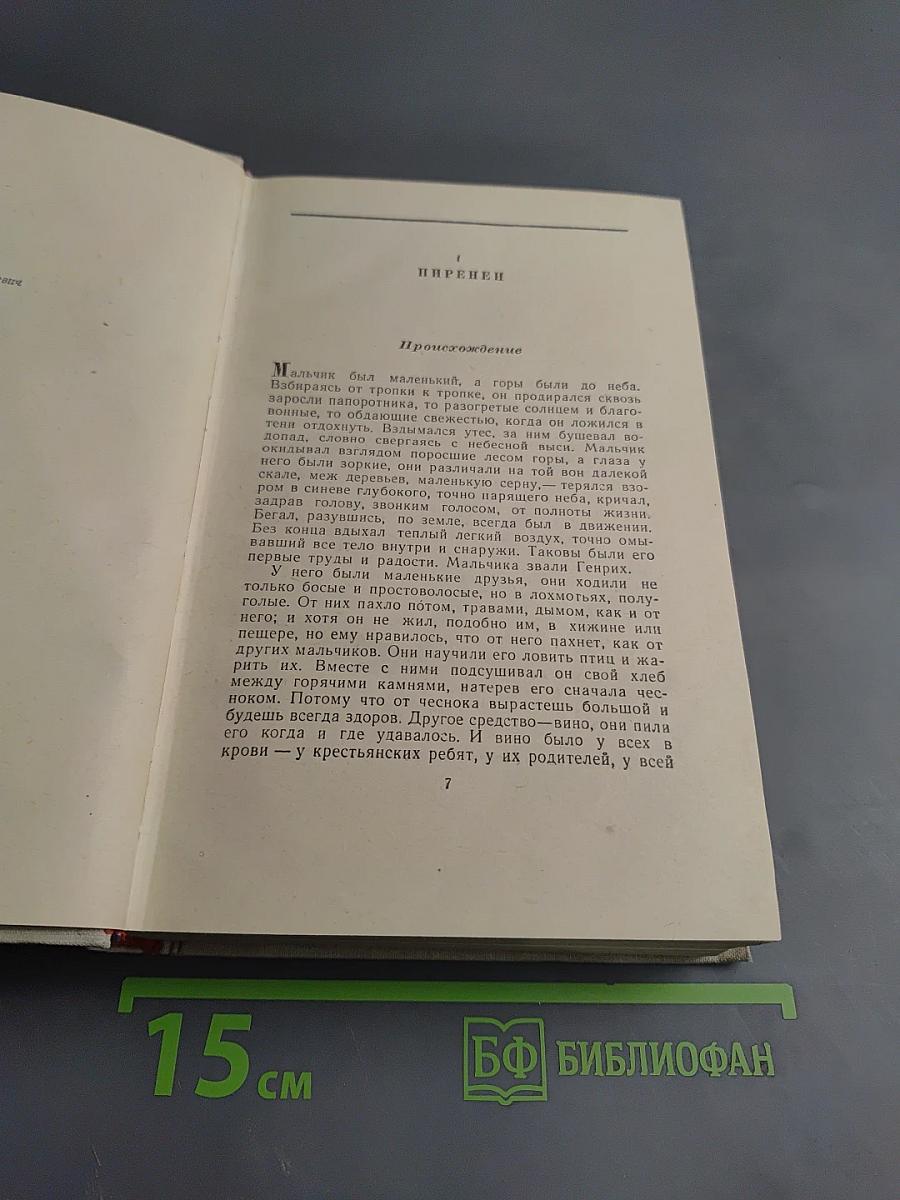 I
ПИРЕНЕИ
Происхождение
Мальчик был маленький, а горы были до неба.
Взбираясь от тропки к тропке, он продирался сквозь
заросли папоротника, то разогретые солнцем и благо-
вонные, то обдающие свежестью, когда он ложился в
тени отдохнуть. Вздымался утес, за ним бушевал во-
допад, словно свергаясь с небесной выси. Мальчик
окидывал взглядом поросшие лесом горы, а глаза у
него были зоркие, они различали на той вон далекой
скале, меж деревьев, маленькую серну,— терялся взо-
ром в синеве глубокого, точно парящего неба, кричал,
задрав голову, звонким голосом, от полноты жизни.
Бегал, разувшись, по земле, всегда был в движении.
Без конца вдыхал теплый легкий воздух, точно омы-
вавший все тело внутри и снаружи. Таковы были его
первые труды и радости. Мальчика звали Генрих.
У него были маленькие друзья, они ходили не
только босые и простоволосые, но в лохмотьях, полу-
голые. От них пахло по́том, травами, дымом, как и от
него; и хотя он не жил, подобно им, в хижине или
пещере, но ему нравилось, что от него пахнет, как от
других мальчиков. Они научили его ловить птиц и жа-
рить их. Вместе с ними подсушивал он свой хлеб
между горячими камнями, натерев его сначала чес-
ноком. Потому что от чеснока вырастешь большой и
будешь всегда здоров. Другое средство—вино, они пили
его когда и где удавалось. И вино было у всех в
крови — у крестьянских ребят, у их родителей, у всей
7
15 см
БФ БИБЛИОФАН